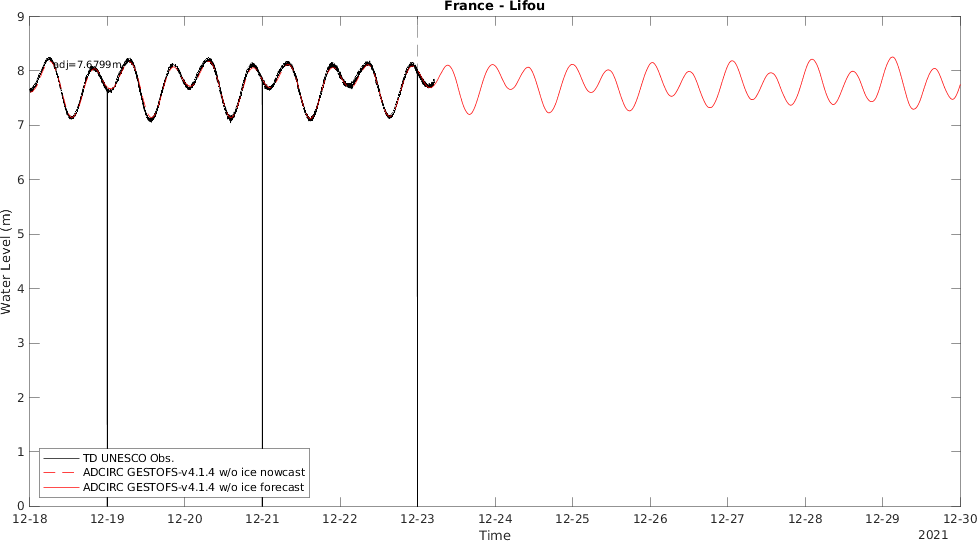 France - Lifou
9
8
7
6
5
4
3
2
1
0
Water Level (m)
adj=7.6799m
TD UNESCO Obs.
ADCIRC GESTOFS-v4.1.4 w/o ice nowcast
ADCIRC GESTOFS-v4.1.4 w/o ice forecast
12-18 12-19 12-20 12-21 12-22 12-23 12-24 12-25 12-26 12-27 12-28 12-29 12-30
Time
2021